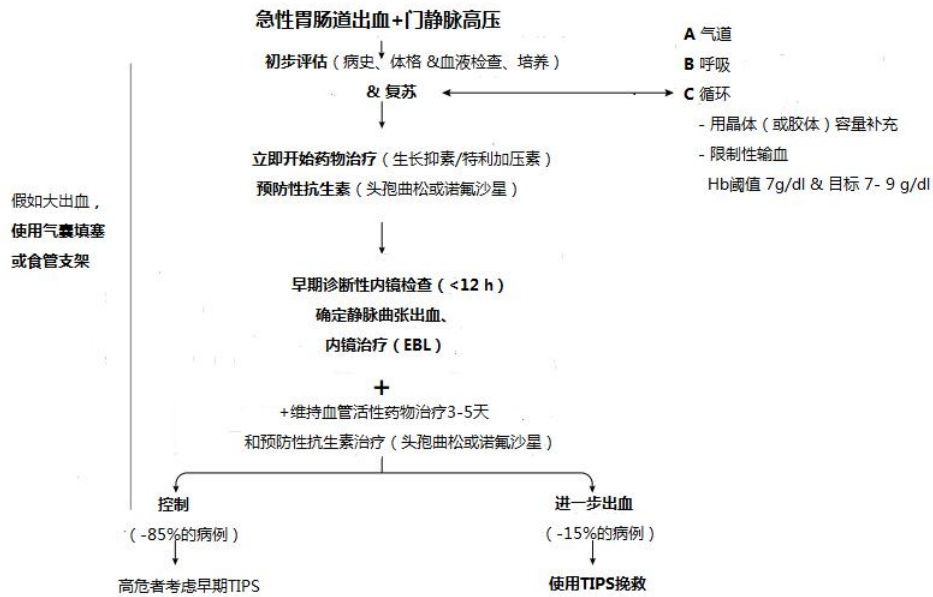 急性胃肠道出血+门静脉高压
初步评估（病史、体格 &血液检查、培养）
& 复苏
A 气道
B 呼吸
C 循环
- 用晶体（或胶体）容量补充
- 限制性输血
Hb阈值 7g/dl & 目标 7- 9 g/dl
立即开始药物治疗（生长抑素/特利加压素）
预防性抗生素（头孢曲松或诺氟沙星）
假如大出血，
使用气囊填塞
或食管支架
早期诊断性内镜检查（<12 h）
确定静脉曲张出血、
内镜治疗（EBL）
+
+维持血管活性药物治疗3-5天
和预防性抗生素治疗（头孢曲松或诺氟沙星）
控制
（-85%的病例）
高危者考虑早期TIPS
进一步出血
（-15%的病例）
使用TIPS挽救